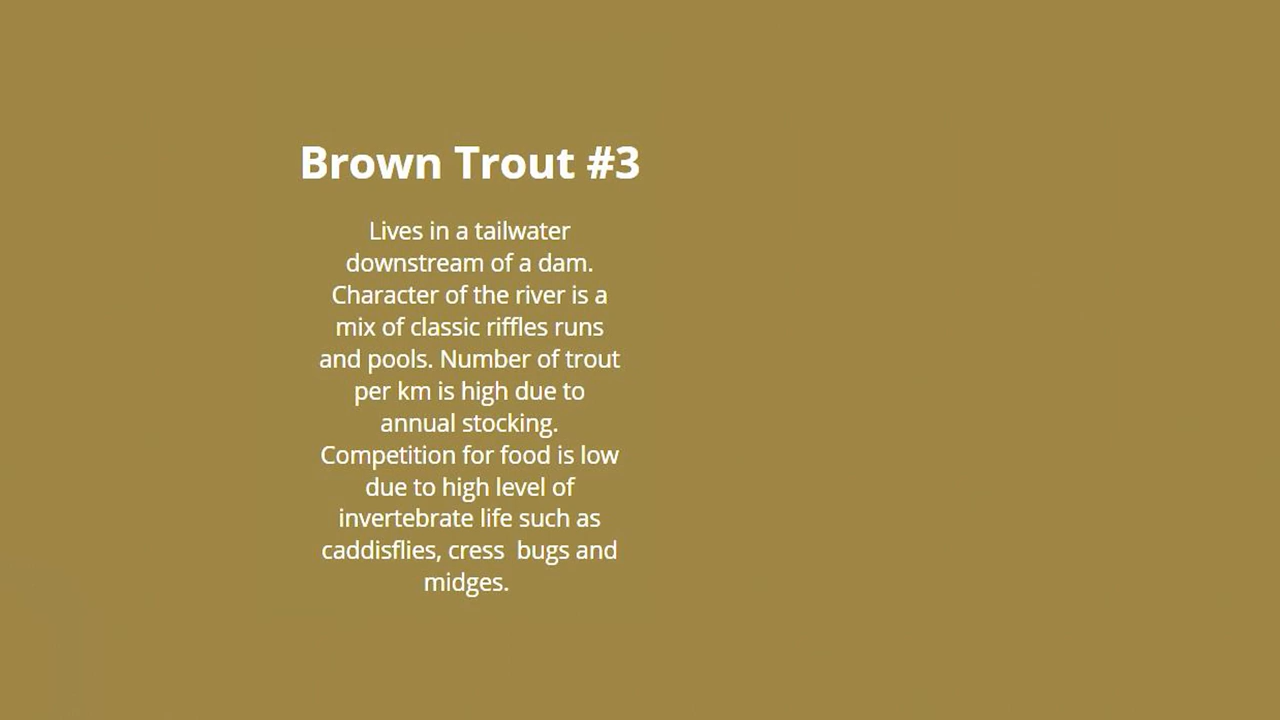 Brown Trout #3
Lives in a tailwater
downstream of a dam.
Character of the river is a
mix of classic riffles runs
and pools. Number of trout
per km is high due to
annual stocking.
Competition for food is low
due to high level of
invertebrate life such as
caddisflies, cress  bugs and
midges.